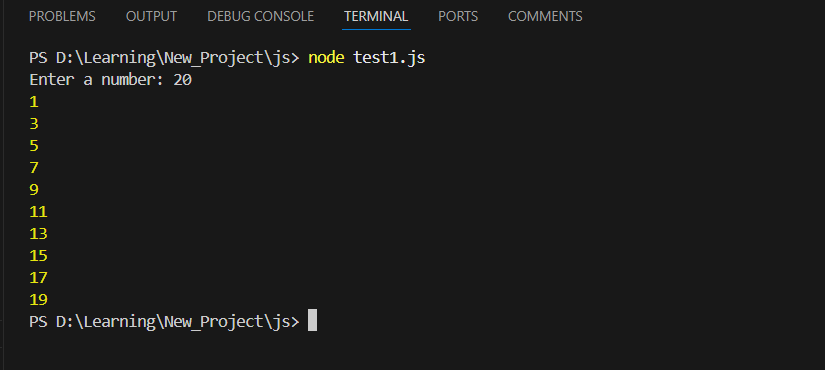 PROBLEMS OUTPUT DEBUG CONSOLE TERMINAL PORTS COMMENTS
PS D:\Learning\New_Project\js> node test1.js
Enter a number: 20
1
3
5
7
9
11
13
15
17
19
PS D:\Learning\New_Project\js>